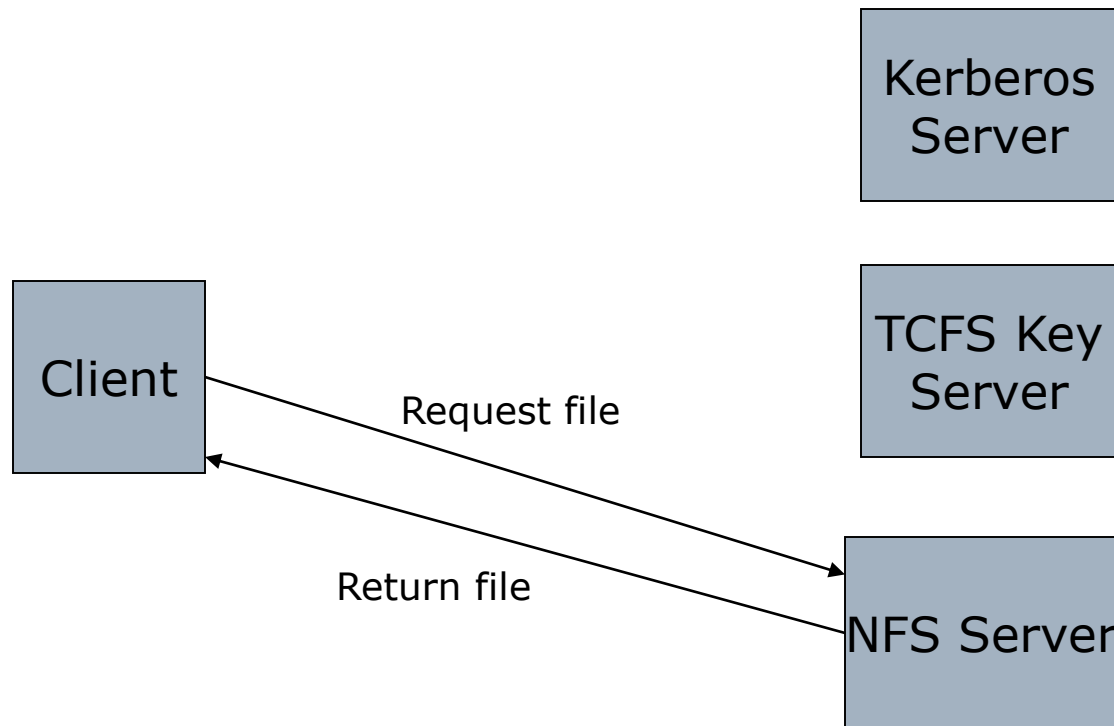 Kerberos
Server
TCFS Key
Server
Client
Request file
Return file
NFS Server